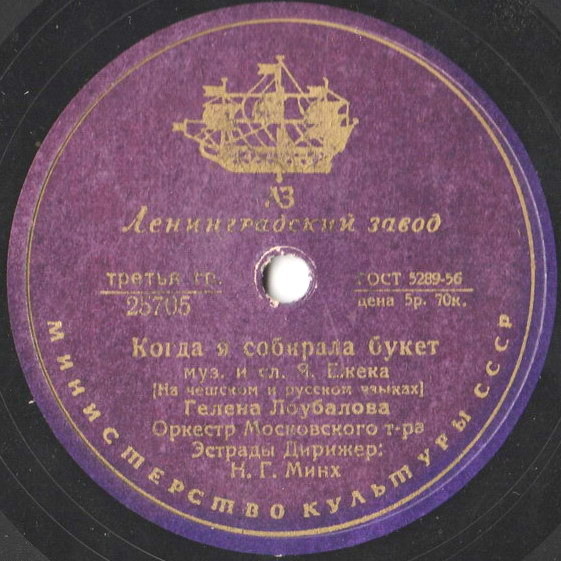 ЛЗ
Ленинградский завод
третья гр.
25705
ГОСТ 5289-56
цена 5р. 70к.
Когда я собирала букет
муз. и сл. Я. Ежека
(На чешском и русском языках)
Гелена Лоубалова
Оркестр Московского т-ра
Эстрады Дирижер:
Н. Г. Минх
МИНИСТЕРСТВО КУЛЬТУРЫ СССР